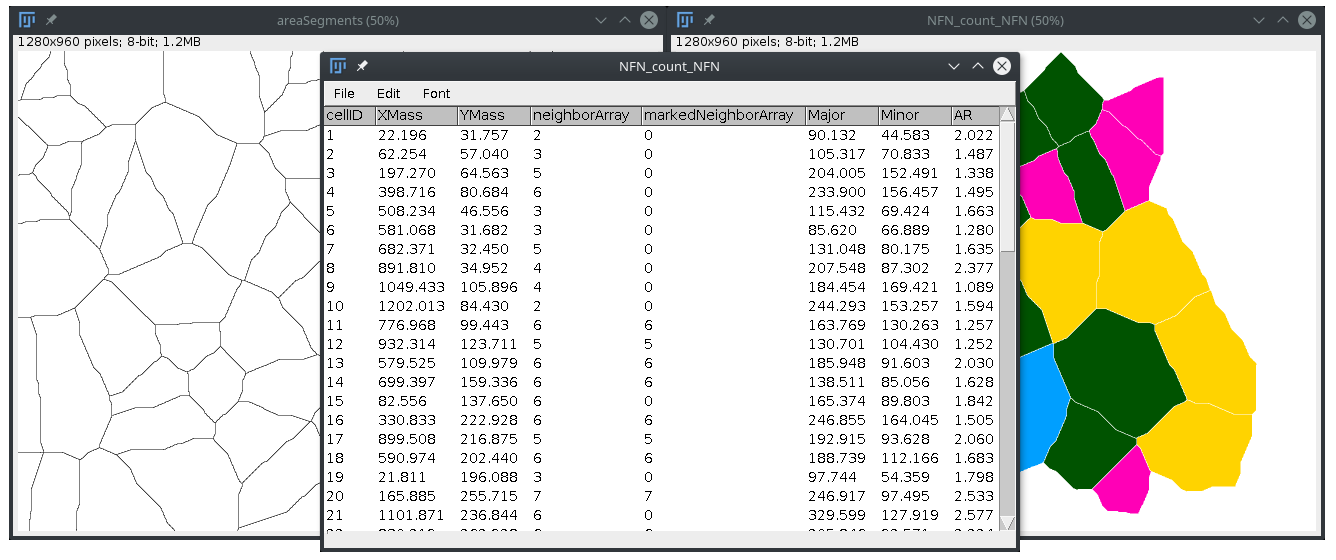 areaSegments (50%)
NFN_count_NFN (50%)
1280x960 pixels; 8-bit; 1.2MB
1280x960 pixels; 8-bit; 1.2MB
NFN_count_NFN
File Edit Font
cellID XMass YMass neighborArray markedNeighborArray Major Minor AR
1 22.196 31.757 2 0 90.132 44.583 2.022
2 62.254 57.040 3 0 105.317 70.833 1.487
3 197.270 64.563 5 0 204.005 152.491 1.338
4 398.716 80.684 6 0 233.900 156.457 1.495
5 508.234 46.556 3 0 115.432 69.424 1.663
6 581.068 31.682 3 0 85.620 66.889 1.280
7 682.371 32.450 5 0 131.048 80.175 1.635
8 891.810 34.952 4 0 207.548 87.302 2.377
9 1049.433 105.896 4 0 184.454 169.421 1.089
10 1202.013 84.430 2 0 244.293 153.257 1.594
11 776.968 99.443 6 6 163.769 130.263 1.257
12 932.314 123.711 5 5 130.701 104.430 1.252
13 579.525 109.979 6 6 185.948 91.603 2.030
14 699.397 159.336 6 6 138.511 85.056 1.628
15 82.556 137.650 6 0 165.374 89.803 1.842
16 330.833 222.928 6 6 246.855 164.045 1.505
17 899.508 216.875 5 5 192.915 93.628 2.060
18 590.974 202.440 6 6 188.739 112.166 1.683
19 21.811 196.088 3 0 97.744 54.359 1.798
20 165.885 255.715 7 7 246.917 97.495 2.533
21 1101.871 236.844 6 0 329.599 127.919 2.577